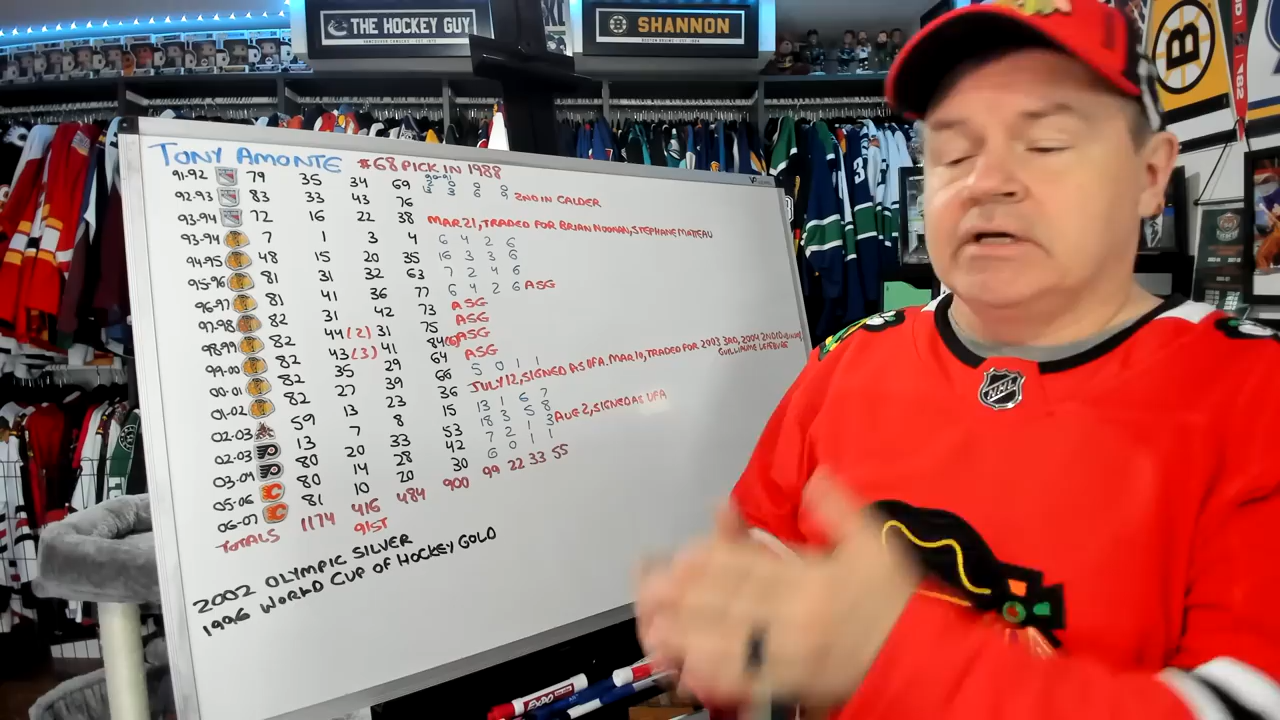 THE HOCKEY GUY
SHANNON
TONY AMONTE #68 PICK IN 1988
91-92 79 35 34 69
92-93 83 33 43 76 2ND IN CALDER
93-94 72 16 22 38 MAR 21, TRADED FOR BRIAN NOONAN, STEPHANE MATTEAU
93-94 7 1 3 4 6 4 2 6
94-95 48 15 20 35 16 3 3 6
95-96 81 31 32 63 7 2 4 6
96-97 81 41 36 77 6 4 2 6 ASG
97-98 82 31 42 73 ASG
98-99 82 44(2) 31 75 ASG
99-00 82 43(3) 41 84 ASG
00-01 82 35 29 64 ASG
01-02 82 27 39 66 5 0 1 1
02-03 59 13 23 36 JULY 12, SIGNED AS UFA. MAR 10, TRADED FOR 2003 3RD, 2004 2ND
GUILLAUME LEFEBVRE
02-03 13 7 8 15 13 1 6 7
03-04 80 20 33 53 18 3 5 8
05-06 80 14 28 42 7 2 1 3 AUG 2, SIGNED AS UFA
06-07 81 10 20 30 6 0 1 1
TOTALS 1174 416 484 900 99 22 33 55
91ST
2002 OLYMPIC SILVER
1996 WORLD CUP OF HOCKEY GOLD
NHL
EXPO